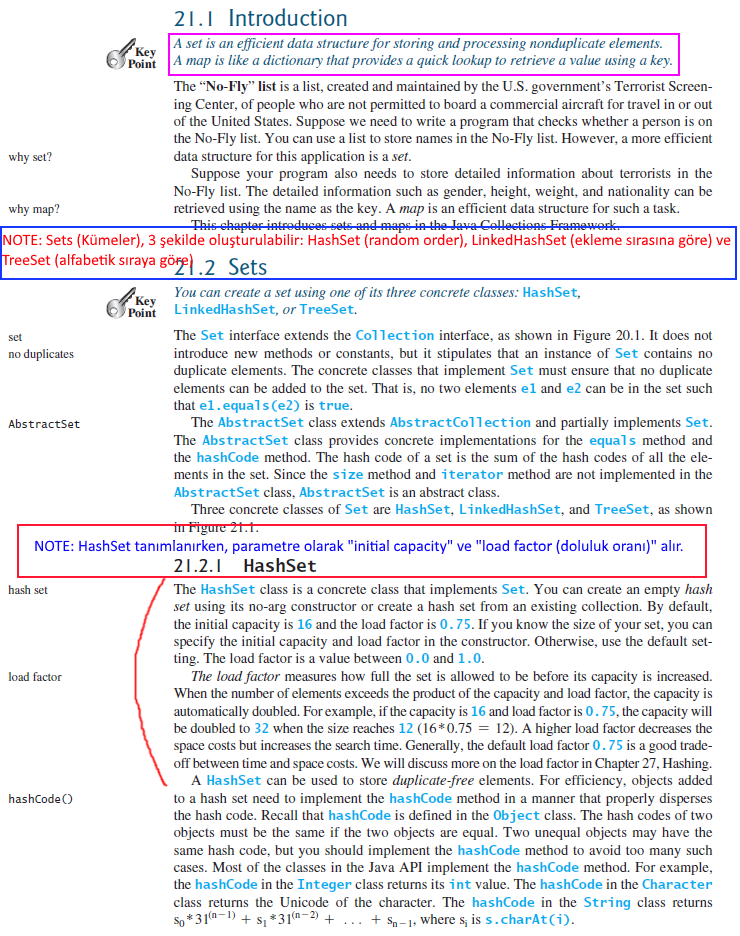 21.1 Introduction
Key
Point
A set is an efficient data structure for storing and processing nonduplicate elements.
A map is like a dictionary that provides a quick lookup to retrieve a value using a key.
The “No-Fly” list is a list, created and maintained by the U.S. government’s Terrorist Screen-
ing Center, of people who are not permitted to board a commercial aircraft for travel in or out
of the United States. Suppose we need to write a program that checks whether a person is on
the No-Fly list. You can use a list to store names in the No-Fly list. However, a more efficient
why set?
data structure for this application is a set.
Suppose your program also needs to store detailed information about terrorists in the
No-Fly list. The detailed information such as gender, height, weight, and nationality can be
why map?
retrieved using the name as the key. A map is an efficient data structure for such a task.
This chapter introduces sets and maps in the Java Collections Framework.
NOTE: Sets (Kümeler), 3 şekilde oluşturulabilir: HashSet (random order), LinkedHashSet (ekleme sırasına göre) ve
TreeSet (alfabetik sıraya göre)
21.2 Sets
Key
Point
You can create a set using one of its three concrete classes: HashSet,
LinkedHashSet, or TreeSet.
set
The Set interface extends the Collection interface, as shown in Figure 20.1. It does not
no duplicates
introduce new methods or constants, but it stipulates that an instance of Set contains no
duplicate elements. The concrete classes that implement Set must ensure that no duplicate
elements can be added to the set. That is, no two elements e1 and e2 can be in the set such
that e1.equals(e2) is true.
AbstractSet
The AbstractSet class extends AbstractCollection and partially implements Set.
The AbstractSet class provides concrete implementations for the equals method and
the hashCode method. The hash code of a set is the sum of the hash codes of all the ele-
ments in the set. Since the size method and iterator method are not implemented in the
AbstractSet class, AbstractSet is an abstract class.
Three concrete classes of Set are HashSet, LinkedHashSet, and TreeSet, as shown
in Figure 21.1.
NOTE: HashSet tanımlanırken, parametre olarak "initial capacity" ve "load factor (doluluk oranı)" alır.
21.2.1 HashSet
hash set
The HashSet class is a concrete class that implements Set. You can create an empty hash
set using its no-arg constructor or create a hash set from an existing collection. By default,
the initial capacity is 16 and the load factor is 0.75. If you know the size of your set, you can
specify the initial capacity and load factor in the constructor. Otherwise, use the default set-
ting. The load factor is a value between 0.0 and 1.0.
load factor
The load factor measures how full the set is allowed to be before its capacity is increased.
When the number of elements exceeds the product of the capacity and load factor, the capacity is
automatically doubled. For example, if the capacity is 16 and load factor is 0.75, the capacity will
be doubled to 32 when the size reaches 12 (16*0.75 = 12). A higher load factor decreases the
space costs but increases the search time. Generally, the default load factor 0.75 is a good trade-
off between time and space costs. We will discuss more on the load factor in Chapter 27, Hashing.
A HashSet can be used to store duplicate-free elements. For efficiency, objects added
hashCode()
to a hash set need to implement the hashCode method in a manner that properly disperses
the hash code. Recall that hashCode is defined in the Object class. The hash codes of two
objects must be the same if the two objects are equal. Two unequal objects may have the
same hash code, but you should implement the hashCode method to avoid too many such
cases. Most of the classes in the Java API implement the hashCode method. For example,
the hashCode in the Integer class returns its int value. The hashCode in the Character
class returns the Unicode of the character. The hashCode in the String class returns
s₀*31⁽ⁿ⁻¹⁾ + s₁*31⁽ⁿ⁻²⁾ + ... + sₙ₋₁, where sᵢ is s.charAt(i).